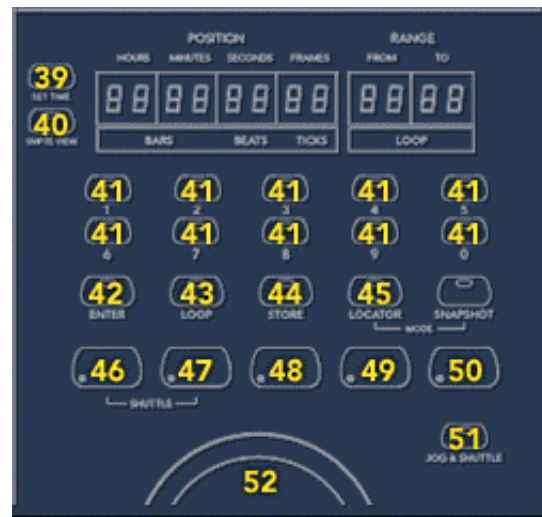 POSITION RANGE
HOURS MINUTES SECONDS FRAMES FROM TO
39
SET TIME
88 88 88 88 88 88
40
SMPTE VIEW
BARS BEATS TICKS LOOP
41 41 41 41 41
1 2 3 4 5
41 41 41 41 41
6 7 8 9 0
42 43 44 45
ENTER LOOP STORE LOCATOR SNAPSHOT
MODE
46 47 48 49 50
SHUTTLE
51
JOG & SHUTTLE
52